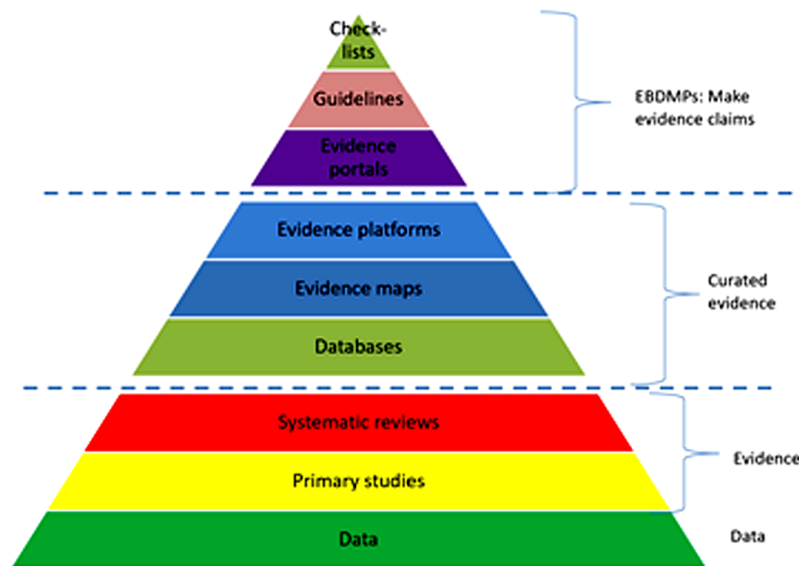 Check-
lists
Guidelines
Evidence
portals
EBDMPs: Make
evidence claims
Evidence platforms
Evidence maps
Databases
Curated
evidence
Systematic reviews
Primary studies
Evidence
Data
Data